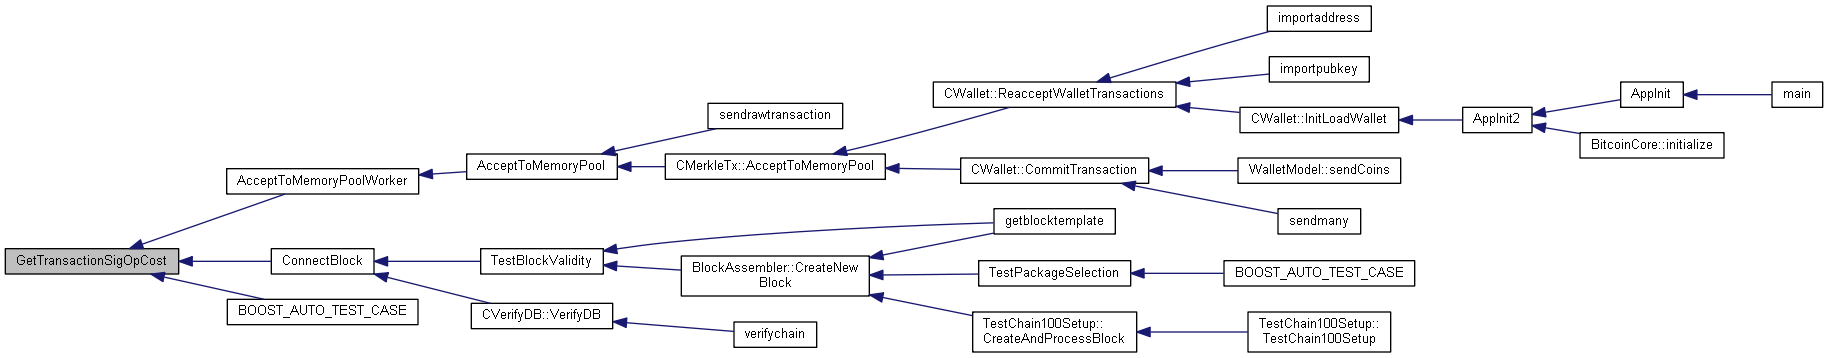 importaddress
importpubkey
CWallet::ReacceptWalletTransactions
AppInit
main
sendrawtransaction
CWallet::InitLoadWallet
AppInit2
BitcoinCore::initialize
AcceptToMemoryPool
CMerkleTx::AcceptToMemoryPool
AcceptToMemoryPoolWorker
CWallet::CommitTransaction
WalletModel::sendCoins
sendmany
getblocktemplate
GetTransactionSigOpCost
ConnectBlock
TestBlockValidity
BlockAssembler::CreateNew
Block
TestPackageSelection
BOOST_AUTO_TEST_CASE
BOOST_AUTO_TEST_CASE
CVerifyDB::VerifyDB
verifychain
TestChain100Setup::
CreateAndProcessBlock
TestChain100Setup::
TestChain100Setup